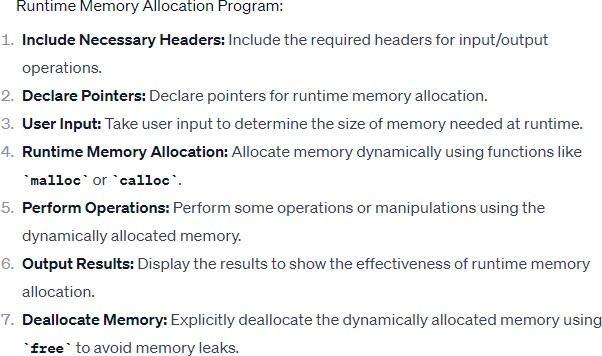 Runtime Memory Allocation Program:
1. Include Necessary Headers: Include the required headers for input/output
operations.
2. Declare Pointers: Declare pointers for runtime memory allocation.
3. User Input: Take user input to determine the size of memory needed at runtime.
4. Runtime Memory Allocation: Allocate memory dynamically using functions like
`malloc` or `calloc`.
5. Perform Operations: Perform some operations or manipulations using the
dynamically allocated memory.
6. Output Results: Display the results to show the effectiveness of runtime memory
allocation.
7. Deallocate Memory: Explicitly deallocate the dynamically allocated memory using
`free` to avoid memory leaks.